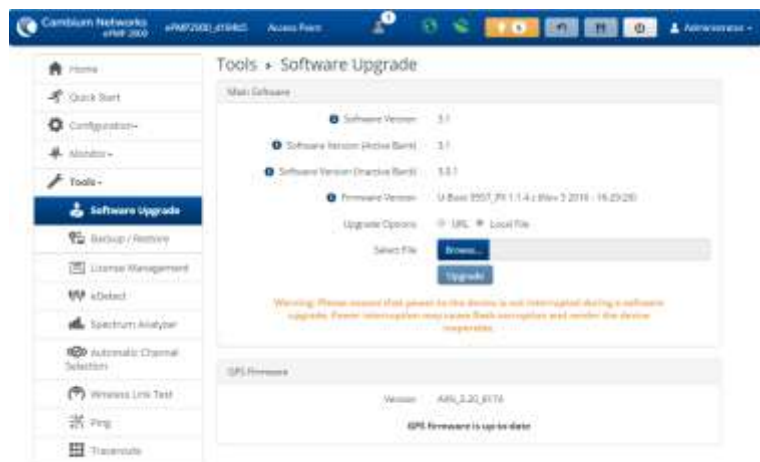 Cambium Networks
ePMP 2000
Access Point
Administrator
Home
Quick Start
Configuration
Monitor
Tools
Software Upgrade
Backup / Restore
License Management
eDetect
Spectrum Analyzer
Automatic Channel
Selection
Wireless Link Test
Ping
Traceroute
Tools Software Upgrade
Main Software
Software Version 3.1
Software Version (Active Bank) 3.1
Software Version (Inactive Bank) 3.0.1
Firmware Version U-Boot
Upgrade Options URL Local File
Select File Browse...
Upgrade
Warning: Please ensure that power to the device is not interrupted during a software
upgrade. Power interruption may cause flash corruption and render the device
inoperable.
GPS Firmware
Version
GPS firmware is up to date